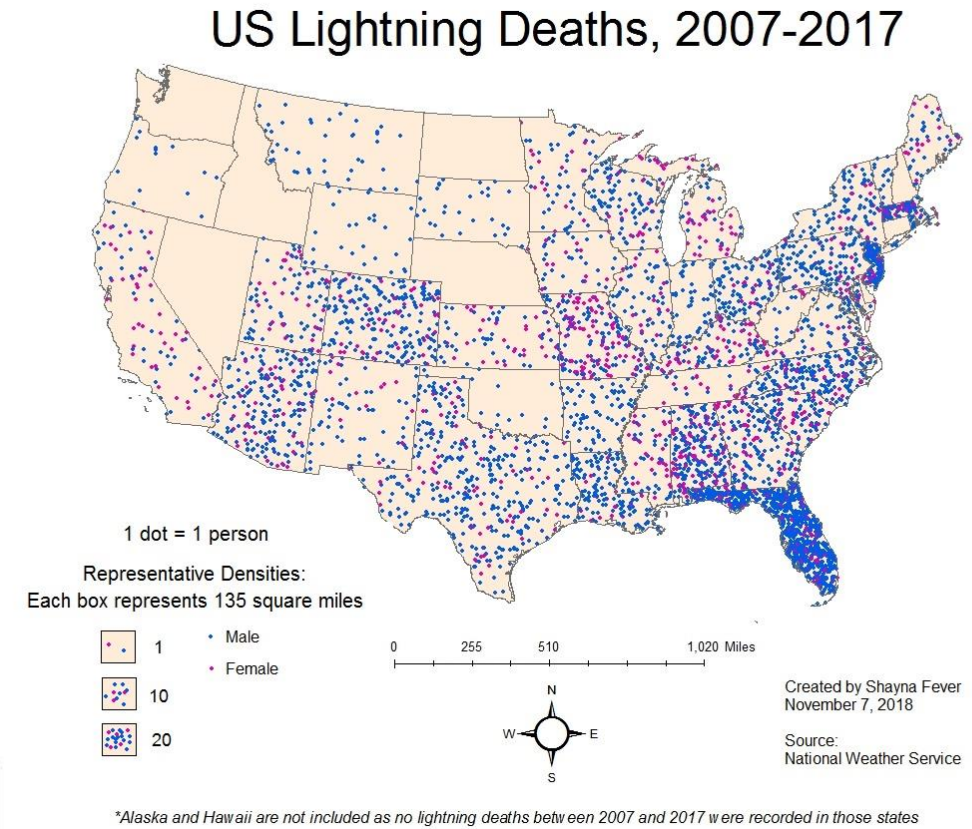 US Lightning Deaths, 2007-2017
1 dot = 1 person
Representative Densities:
Each box represents 135 square miles
1
10
20
Male
Female
0 255 510 1,020 Miles
N
W E
S
Created by Shayna Fever
November 7, 2018
Source:
National Weather Service
*Alaska and Hawaii are not included as no lightning deaths between 2007 and 2017 were recorded in those states